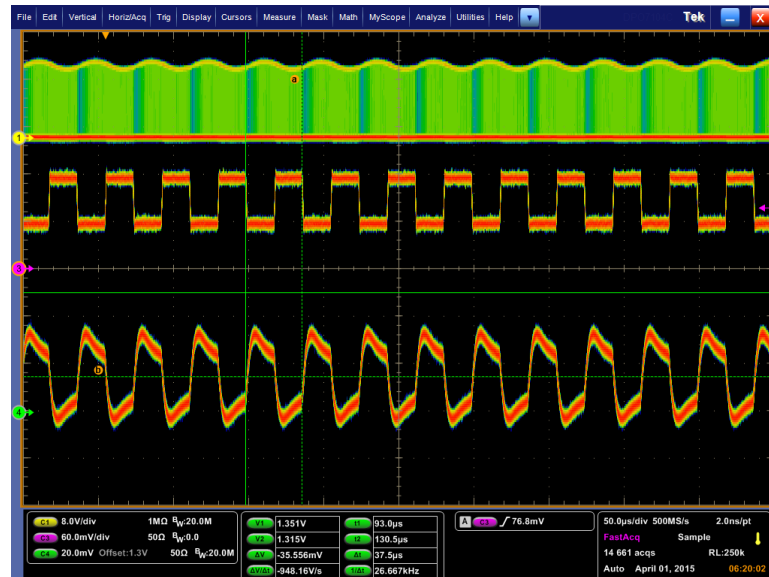 File Edit Vertical Horiz/Acq Trig Display Cursors Measure Mask Math MyScope Analyze Utilities Help Tek X
a
1
3
b
4
C1 8.0V/div 1MΩ BW:20.0M
C3 60.0mV/div 50Ω BW:0.0
C4 20.0mV Offset:1.3V 50Ω BW:20.0M
V1 1.351V
V2 1.315V
ΔV -35.556mV
ΔV/Δt -948.16V/s
t1 93.0µs
t2 130.5µs
Δt 37.5µs
1/Δt 26.667kHz
A C3 76.8mV
50.0µs/div 500MS/s 2.0ns/pt
FastAcq Sample
14 661 acqs RL:250k
Auto April 01, 2015 06:20:02